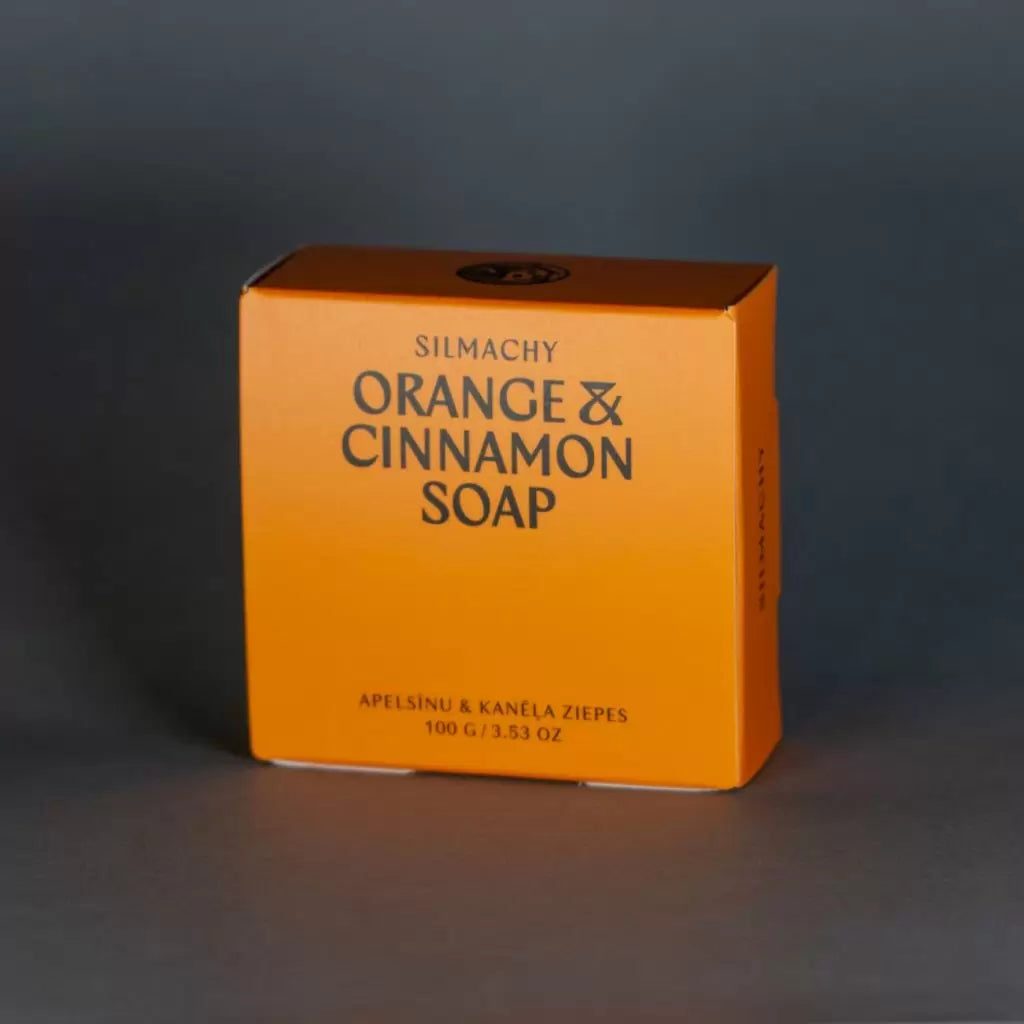 SILMACHY
ORANGE &
CINNAMON
SOAP
APELSĪNU & KANĒĻA ZIEPES
100 G / 3.53 OZ
SILMACHY